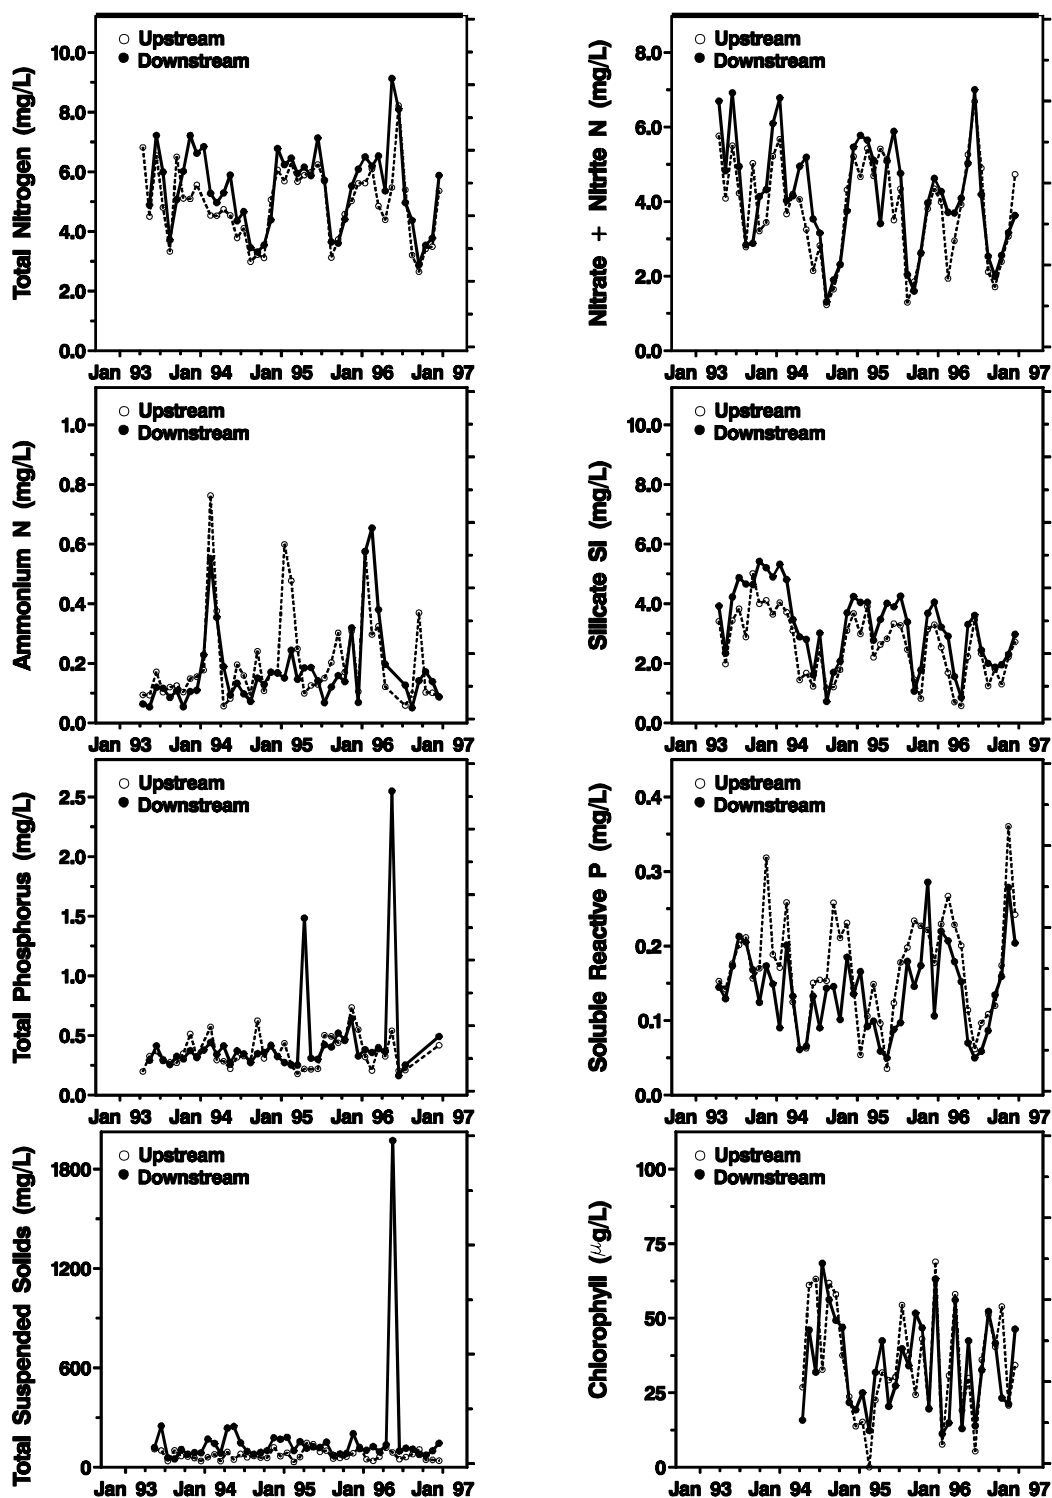 Total Nitrogen (mg/L)
Upstream
Downstream
10.0
8.0
6.0
4.0
2.0
0.0
Jan 93 Jan 94 Jan 95 Jan 96 Jan 97
Nitrate + Nitrite N (mg/L)
Upstream
Downstream
8.0
6.0
4.0
2.0
0.0
Jan 93 Jan 94 Jan 95 Jan 96 Jan 97
Ammonium N (mg/L)
Upstream
Downstream
1.0
0.8
0.6
0.4
0.2
0.0
Jan 93 Jan 94 Jan 95 Jan 96 Jan 97
Silicate Si (mg/L)
Upstream
Downstream
10.0
8.0
6.0
4.0
2.0
0.0
Jan 93 Jan 94 Jan 95 Jan 96 Jan 97
Total Phosphorus (mg/L)
Upstream
Downstream
2.5
2.0
1.5
1.0
0.5
0.0
Jan 93 Jan 94 Jan 95 Jan 96 Jan 97
Soluble Reactive P (mg/L)
Upstream
Downstream
0.4
0.3
0.2
0.1
0.0
Jan 93 Jan 94 Jan 95 Jan 96 Jan 97
Total Suspended Solids (mg/L)
Upstream
Downstream
1800
1200
600
0
Jan 93 Jan 94 Jan 95 Jan 96 Jan 97
Chlorophyll (μg/L)
Upstream
Downstream
100
75
50
25
0
Jan 93 Jan 94 Jan 95 Jan 96 Jan 97